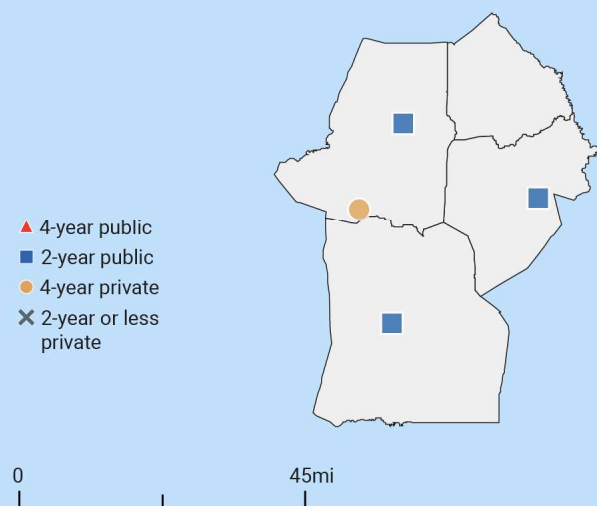 4-year public
2-year public
4-year private
2-year or less
private
0
45mi